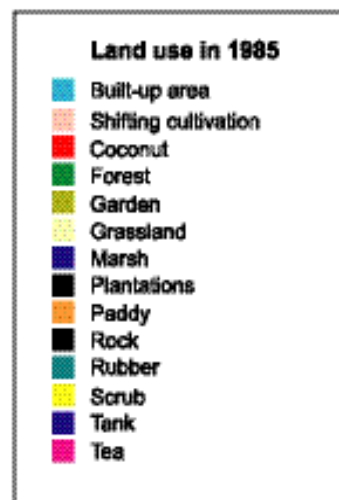 Land use in 1985
Built-up area
Shifting cultivation
Coconut
Forest
Garden
Grassland
Marsh
Plantations
Paddy
Rock
Rubber
Scrub
Tank
Tea